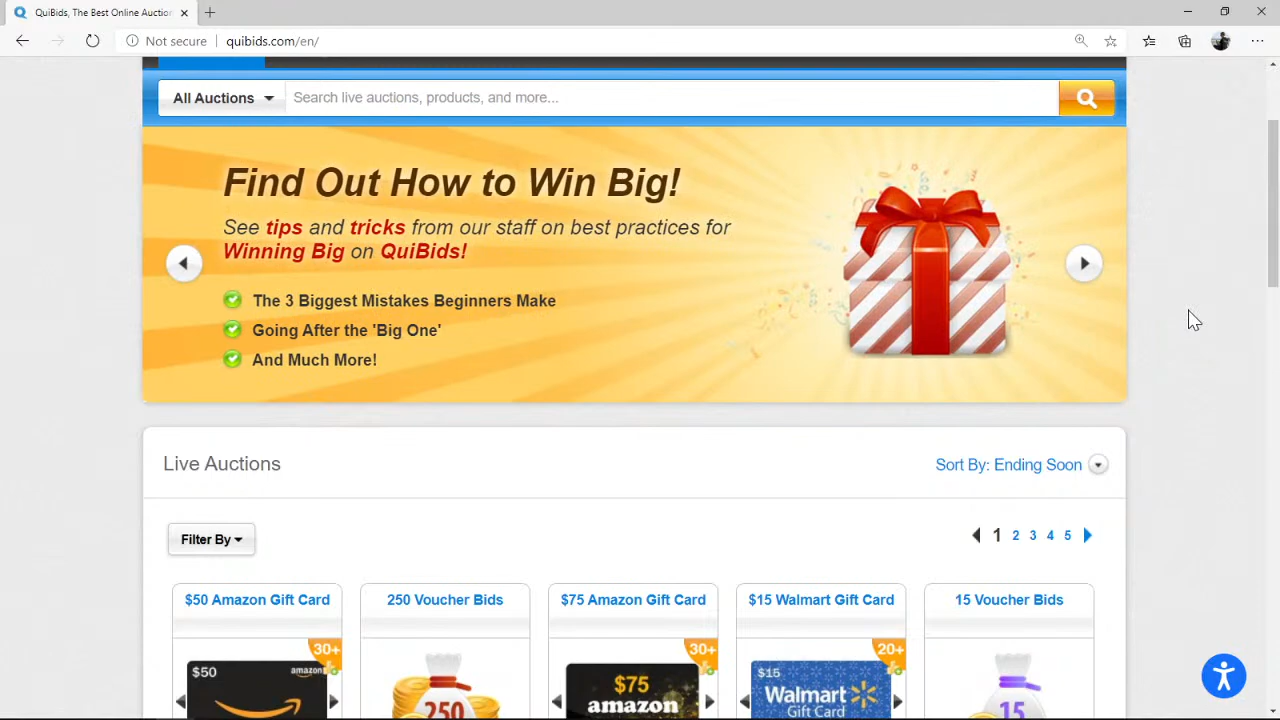 QuiBids, The Best Online Auction
Not secure
quibids.com/en/
All Auctions
Search live auctions, products, and more...
Find Out How to Win Big!
See tips and tricks from our staff on best practices for
Winning Big on QuiBids!
The 3 Biggest Mistakes Beginners Make
Going After the 'Big One'
And Much More!
Live Auctions
Sort By: Ending Soon
Filter By
1 2 3 4 5
$50 Amazon Gift Card
250 Voucher Bids
$75 Amazon Gift Card
$15 Walmart Gift Card
15 Voucher Bids
30+
30+
20+
$50
amazon
250
$75
amazon
$15
Walmart
Gift Card
15